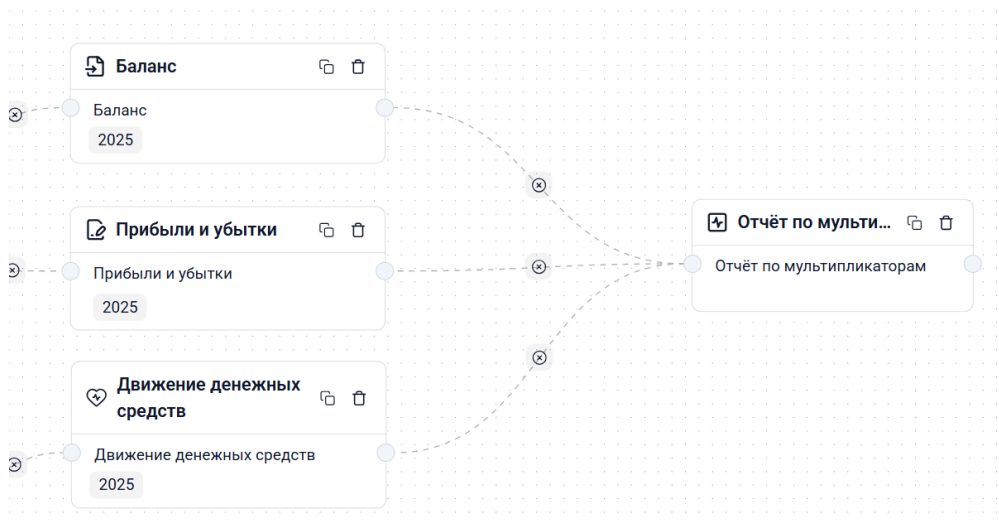 Баланс
Баланс
2025
Прибыли и убытки
Прибыли и убытки
2025
Движение денежных
средств
Движение денежных средств
2025
Отчёт по мульти...
Отчёт по мультипликаторам